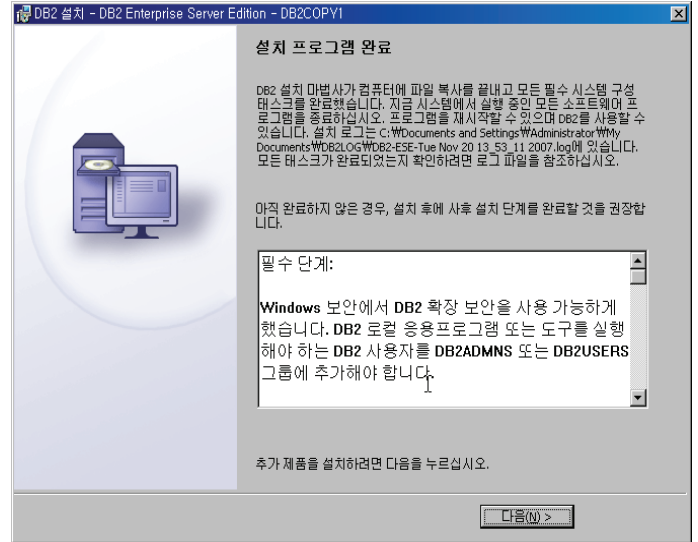 DB2 설치 - DB2 Enterprise Server Edition - DB2COPY1
설치 프로그램 완료
DB2 설치 마법사가 컴퓨터에 파일 복사를 끝내고 모든 필수 시스템 구성
태스크를 완료했습니다. 지금 시스템에서 실행 중인 모든 소프트웨어 프
로그램을 종료하십시오. 프로그램을 재시작할 수 있으며 DB2를 사용할 수
있습니다. 설치 로그는 C:₩Documents and Settings₩Administrator₩My
Documents₩DB2LOG₩DB2-ESE-Tue Nov 20 13_53_11 2007.log에 있습니다.
모든 태스크가 완료되었는지 확인하려면 로그 파일을 참조하십시오.
아직 완료하지 않은 경우, 설치 후에 사후 설치 단계를 완료할 것을 권장합
니다.
필수 단계:
Windows 보안에서 DB2 확장 보안을 사용 가능하게
했습니다. DB2 로컬 응용프로그램 또는 도구를 실행
해야 하는 DB2 사용자를 DB2ADMNS 또는 DB2USERS
그룹에 추가해야 합니다.
추가 제품을 설치하려면 다음을 누르십시오.
다음(N) >